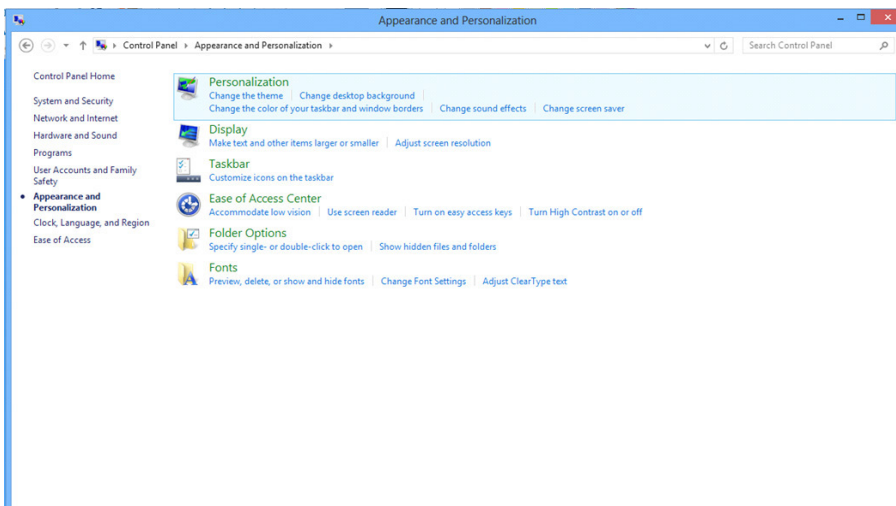 Appearance and Personalization
Control Panel Appearance and Personalization
Search Control Panel
Control Panel Home
System and Security
Network and Internet
Hardware and Sound
Programs
User Accounts and Family
Safety
Appearance and
Personalization
Clock, Language, and Region
Ease of Access
Personalization
Change the theme Change desktop background
Change the color of your taskbar and window borders Change sound effects Change screen saver
Display
Make text and other items larger or smaller Adjust screen resolution
Taskbar
Customize icons on the taskbar
Ease of Access Center
Accommodate low vision Use screen reader Turn on easy access keys Turn High Contrast on or off
Folder Options
Specify single- or double-click to open Show hidden files and folders
Fonts
Preview, delete, or show and hide fonts Change Font Settings Adjust ClearType text